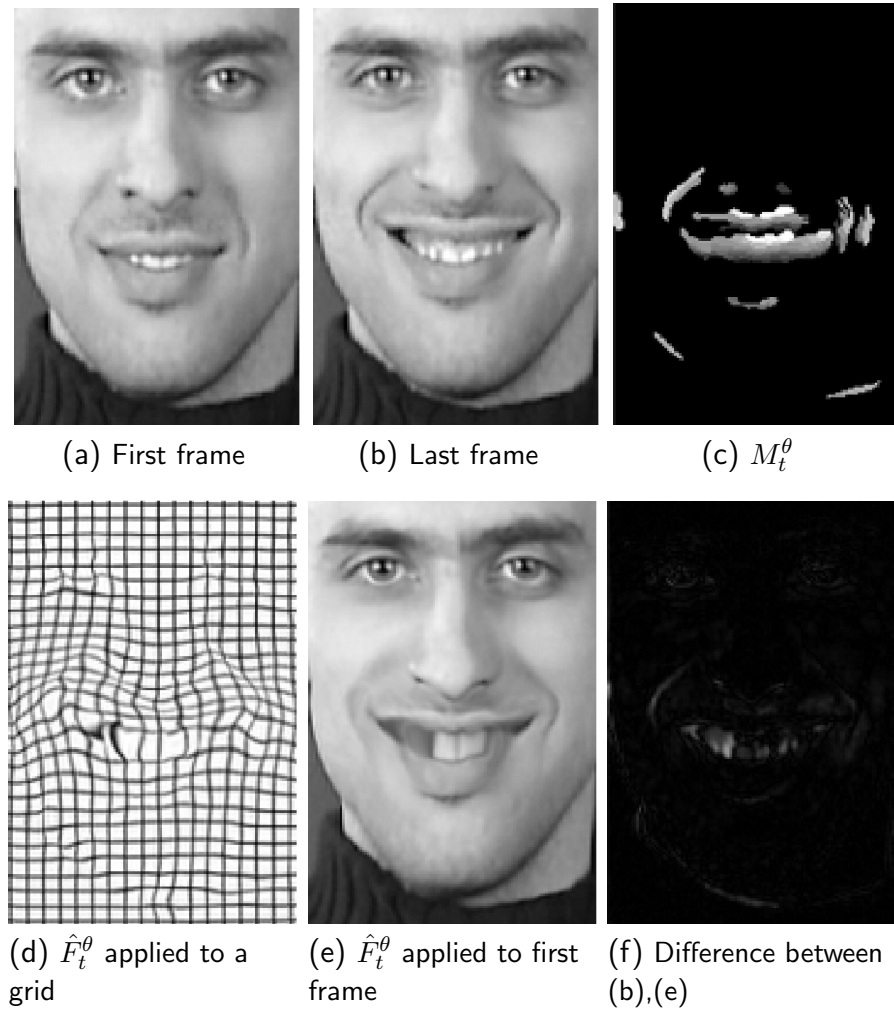 (a) First frame
(b) Last frame
(c) $M_t^\theta$
(d) $\hat{F}_t^\theta$ applied to a
grid
(e) $\hat{F}_t^\theta$ applied to first
frame
(f) Difference between
(b),(e)